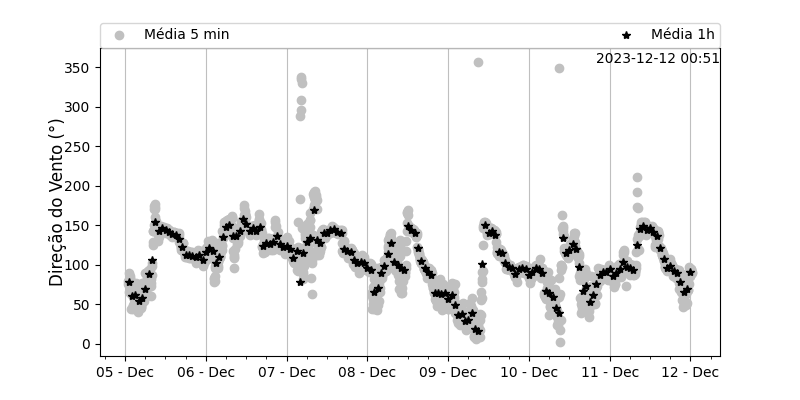 Média 5 min
Média 1h
2023-12-12 00:51
Direção do Vento (°)
350
300
250
200
150
100
50
0
05 - Dec
06 - Dec
07 - Dec
08 - Dec
09 - Dec
10 - Dec
11 - Dec
12 - Dec